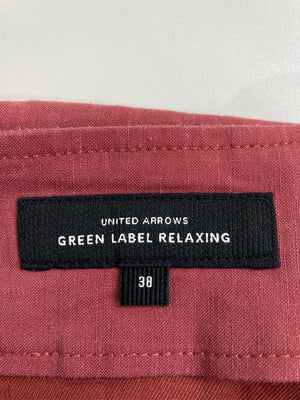 UNITED ARROWS
GREEN LABEL RELAXING
38